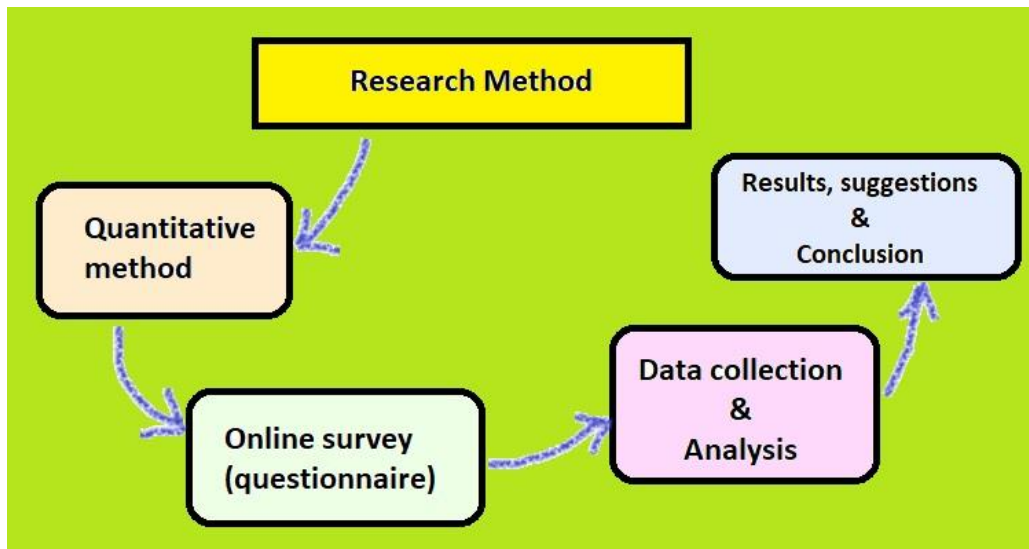 Research Method
Quantitative
method
Online survey
(questionnaire)
Data collection
&
Analysis
Results, suggestions
&
Conclusion